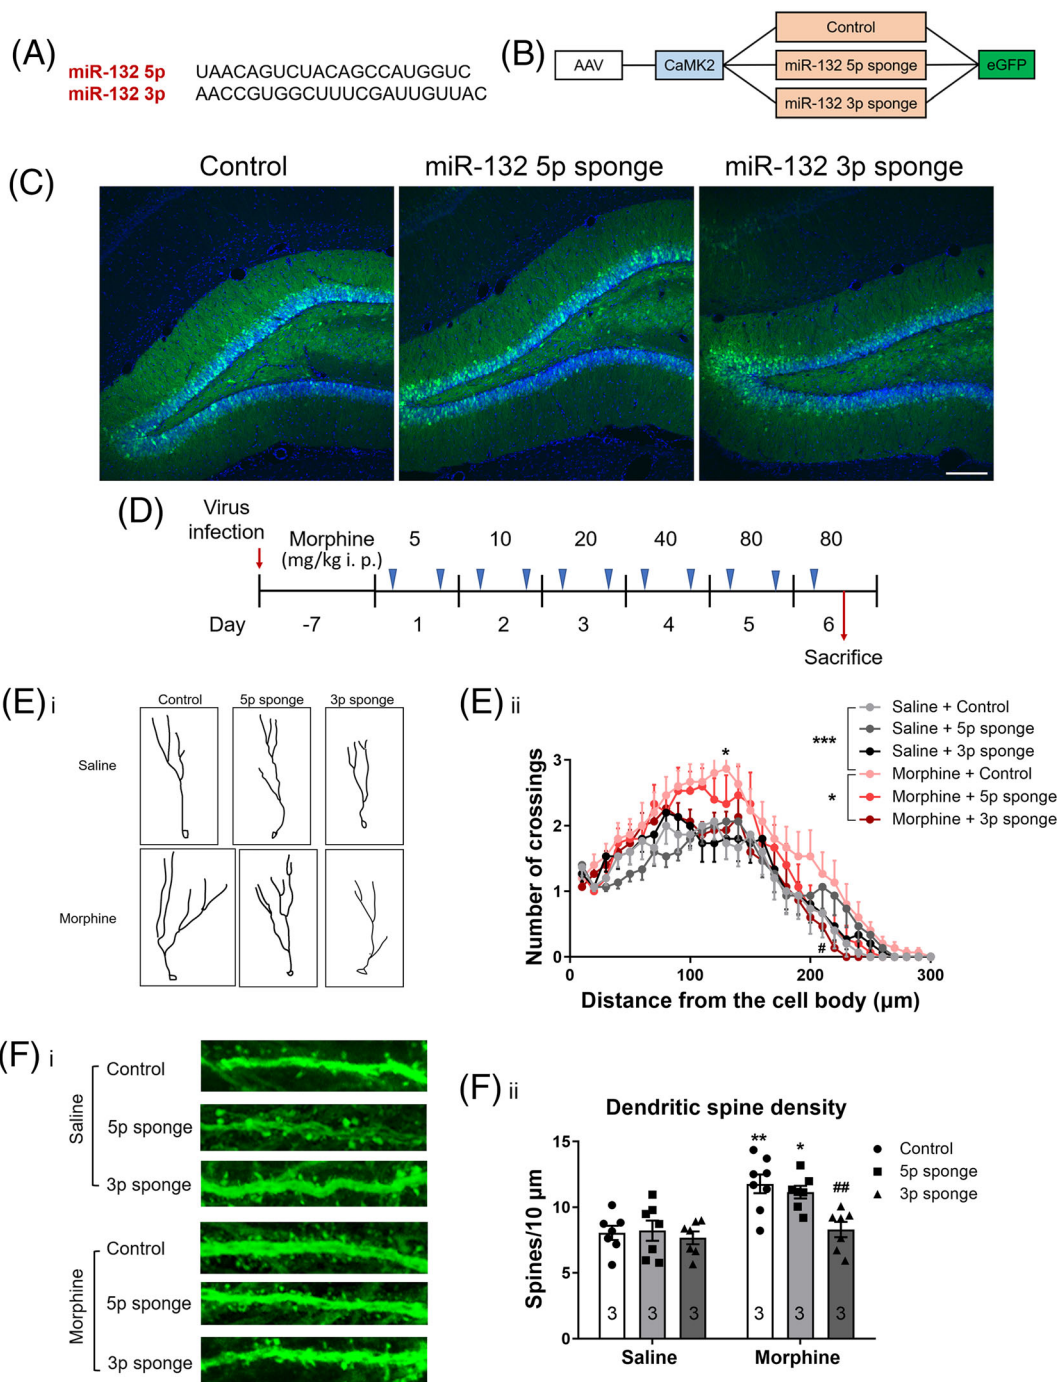 (A)
miR-132 5p UAACAGUCUACAGCCAUGGUC
miR-132 3p AACCGUGGCUUUCGAUUGUUAC
(B)
AAV
CaMK2
Control
miR-132 5p sponge
miR-132 3p sponge
eGFP
(C)
Control
miR-132 5p sponge
miR-132 3p sponge
(D)
Virus
infection
Morphine 5 10 20 40 80 80
(mg/kg i. p.)
Day -7 1 2 3 4 5 6
Sacrifice
(E) i
Control 5p sponge 3p sponge
Saline
Morphine
(E) ii
Saline + Control
Saline + 5p sponge
Saline + 3p sponge
Morphine + Control
Morphine + 5p sponge
Morphine + 3p sponge
***
*
*
#
Number of crossings
3
2
1
0
0 100 200 300
Distance from the cell body (µm)
(F) i
Saline
Control
5p sponge
3p sponge
Morphine
Control
5p sponge
3p sponge
(F) ii
Dendritic spine density
Spines/10 µm
15
10
5
0
** * ##
Control
5p sponge
3p sponge
3 3 3 3 3 3
Saline Morphine